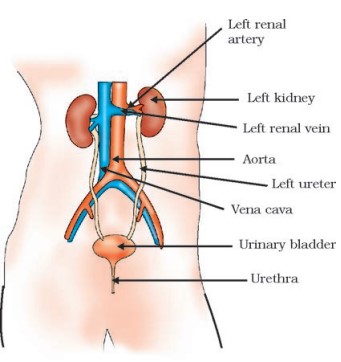 Left renal
artery
Left kidney
Left renal vein
Aorta
Left ureter
Vena cava
Urinary bladder
Urethra